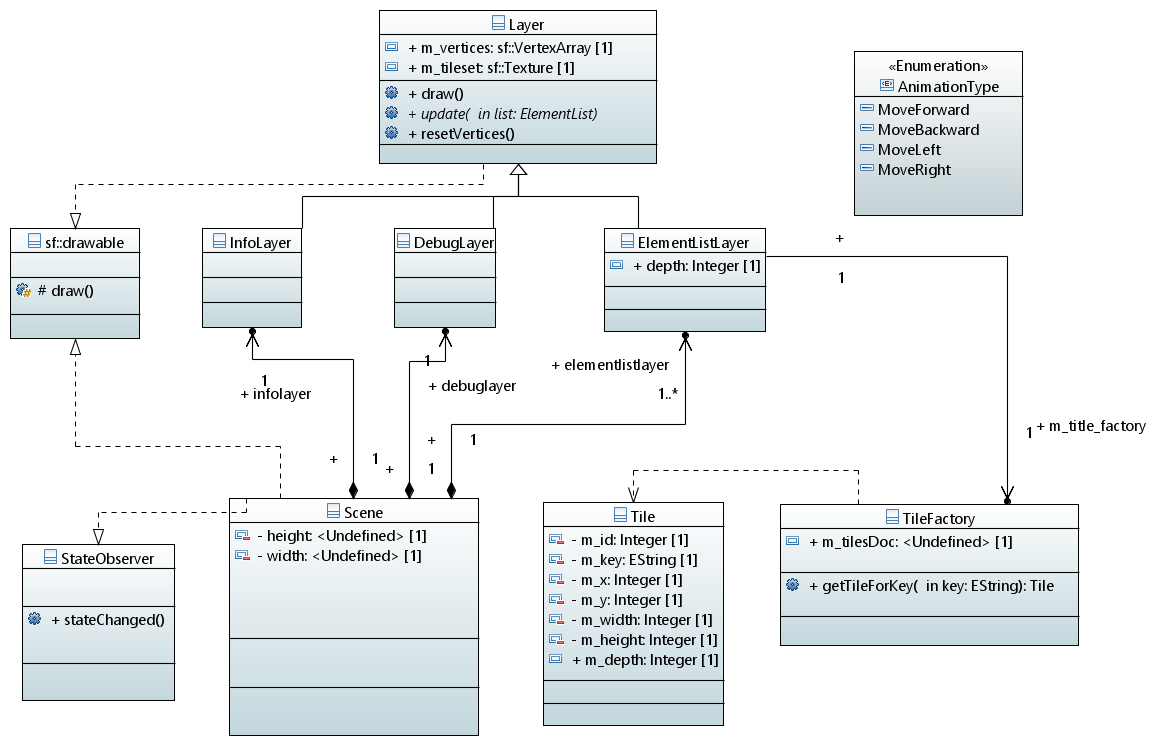 Layer
+ m_vertices: sf::VertexArray [1]
+ m_tileset: sf::Texture [1]
+ draw()
+ update(  in list: ElementList)
+ resetVertices()
«Enumeration»
AnimationType
MoveForward
MoveBackward
MoveLeft
MoveRight
sf::drawable
# draw()
InfoLayer
DebugLayer
ElementListLayer
+ depth: Integer [1]
+
1
1
+ infolayer
1
+ debuglayer
+ elementlistlayer
1..*
1
+ m_title_factory
+
1
+
1
+
1
StateObserver
+ stateChanged()
Scene
- height: <Undefined> [1]
- width: <Undefined> [1]
Tile
- m_id: Integer [1]
- m_key: EString [1]
- m_x: Integer [1]
- m_y: Integer [1]
- m_width: Integer [1]
- m_height: Integer [1]
+ m_depth: Integer [1]
TileFactory
+ m_tilesDoc: <Undefined> [1]
+ getTileForKey(  in key: EString): Tile